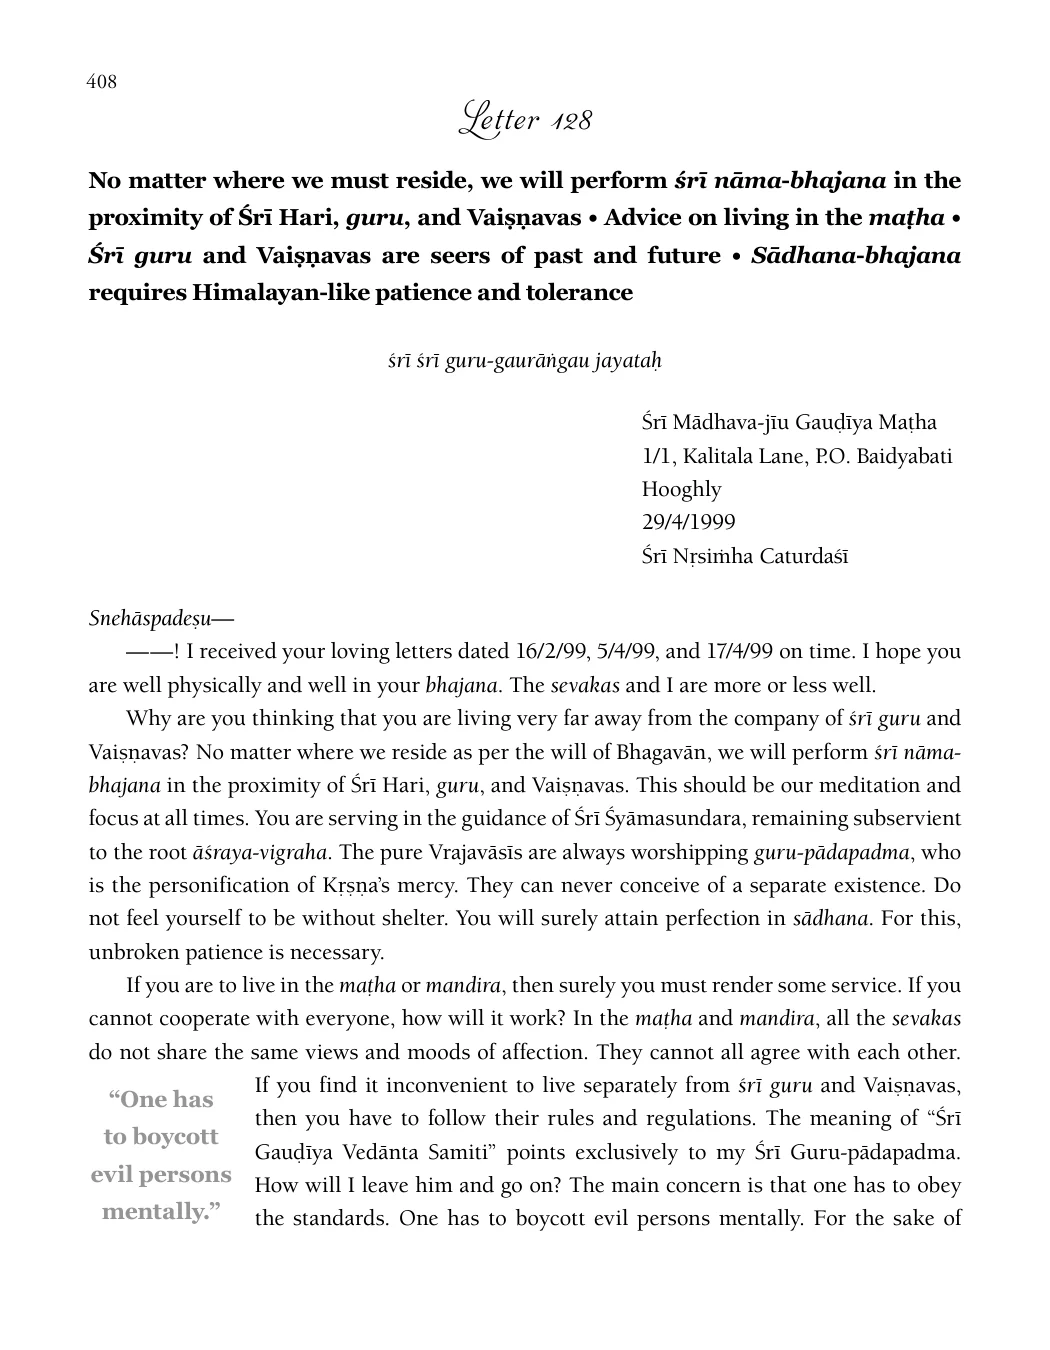 408
Letter 128
No matter where we must reside, we will perform śrī nāma-bhajana in the
proximity of Śrī Hari, guru, and Vaiṣṇavas • Advice on living in the maṭha •
Śrī guru and Vaiṣṇavas are seers of past and future • Sādhana-bhajana
requires Himalayan-like patience and tolerance
śrī śrī guru-gaurāṅgau jayataḥ
Śrī Mādhava-jīu Gauḍīya Maṭha
1/1, Kalitala Lane, P.O. Baidyabati
Hooghly
29/4/1999
Śrī Nṛsiṁha Caturdaśī
Snehāspadeṣu—
——! I received your loving letters dated 16/2/99, 5/4/99, and 17/4/99 on time. I hope you
are well physically and well in your bhajana. The sevakas and I are more or less well.
Why are you thinking that you are living very far away from the company of śrī guru and
Vaiṣṇavas? No matter where we reside as per the will of Bhagavān, we will perform śrī nāma-
bhajana in the proximity of Śrī Hari, guru, and Vaiṣṇavas. This should be our meditation and
focus at all times. You are serving in the guidance of Śrī Śyāmasundara, remaining subservient
to the root āśraya-vigraha. The pure Vrajavāsīs are always worshipping guru-pādapadma, who
is the personification of Kṛṣṇa’s mercy. They can never conceive of a separate existence. Do
not feel yourself to be without shelter. You will surely attain perfection in sādhana. For this,
unbroken patience is necessary.
If you are to live in the maṭha or mandira, then surely you must render some service. If you
cannot cooperate with everyone, how will it work? In the maṭha and mandira, all the sevakas
do not share the same views and moods of affection. They cannot all agree with each other.
If you find it inconvenient to live separately from śrī guru and Vaiṣṇavas,
then you have to follow their rules and regulations. The meaning of “Śrī
Gauḍīya Vedānta Samiti” points exclusively to my Śrī Guru-pādapadma.
How will I leave him and go on? The main concern is that one has to obey
the standards. One has to boycott evil persons mentally. For the sake of
“One has
to boycott
evil persons
mentally.”